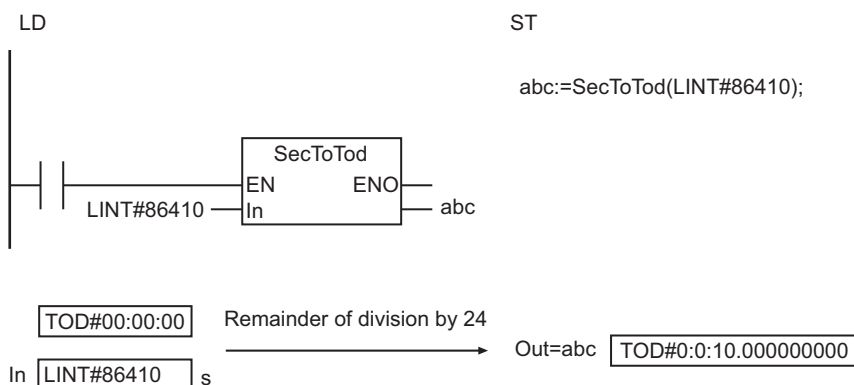 LD
ST
abc:=SecToTod(LINT#86410);
SecToTod
EN ENO
LINT#86410 In abc
TOD#00:00:00 Remainder of division by 24
Out=abc TOD#0:0:10.000000000
In LINT#86410 s